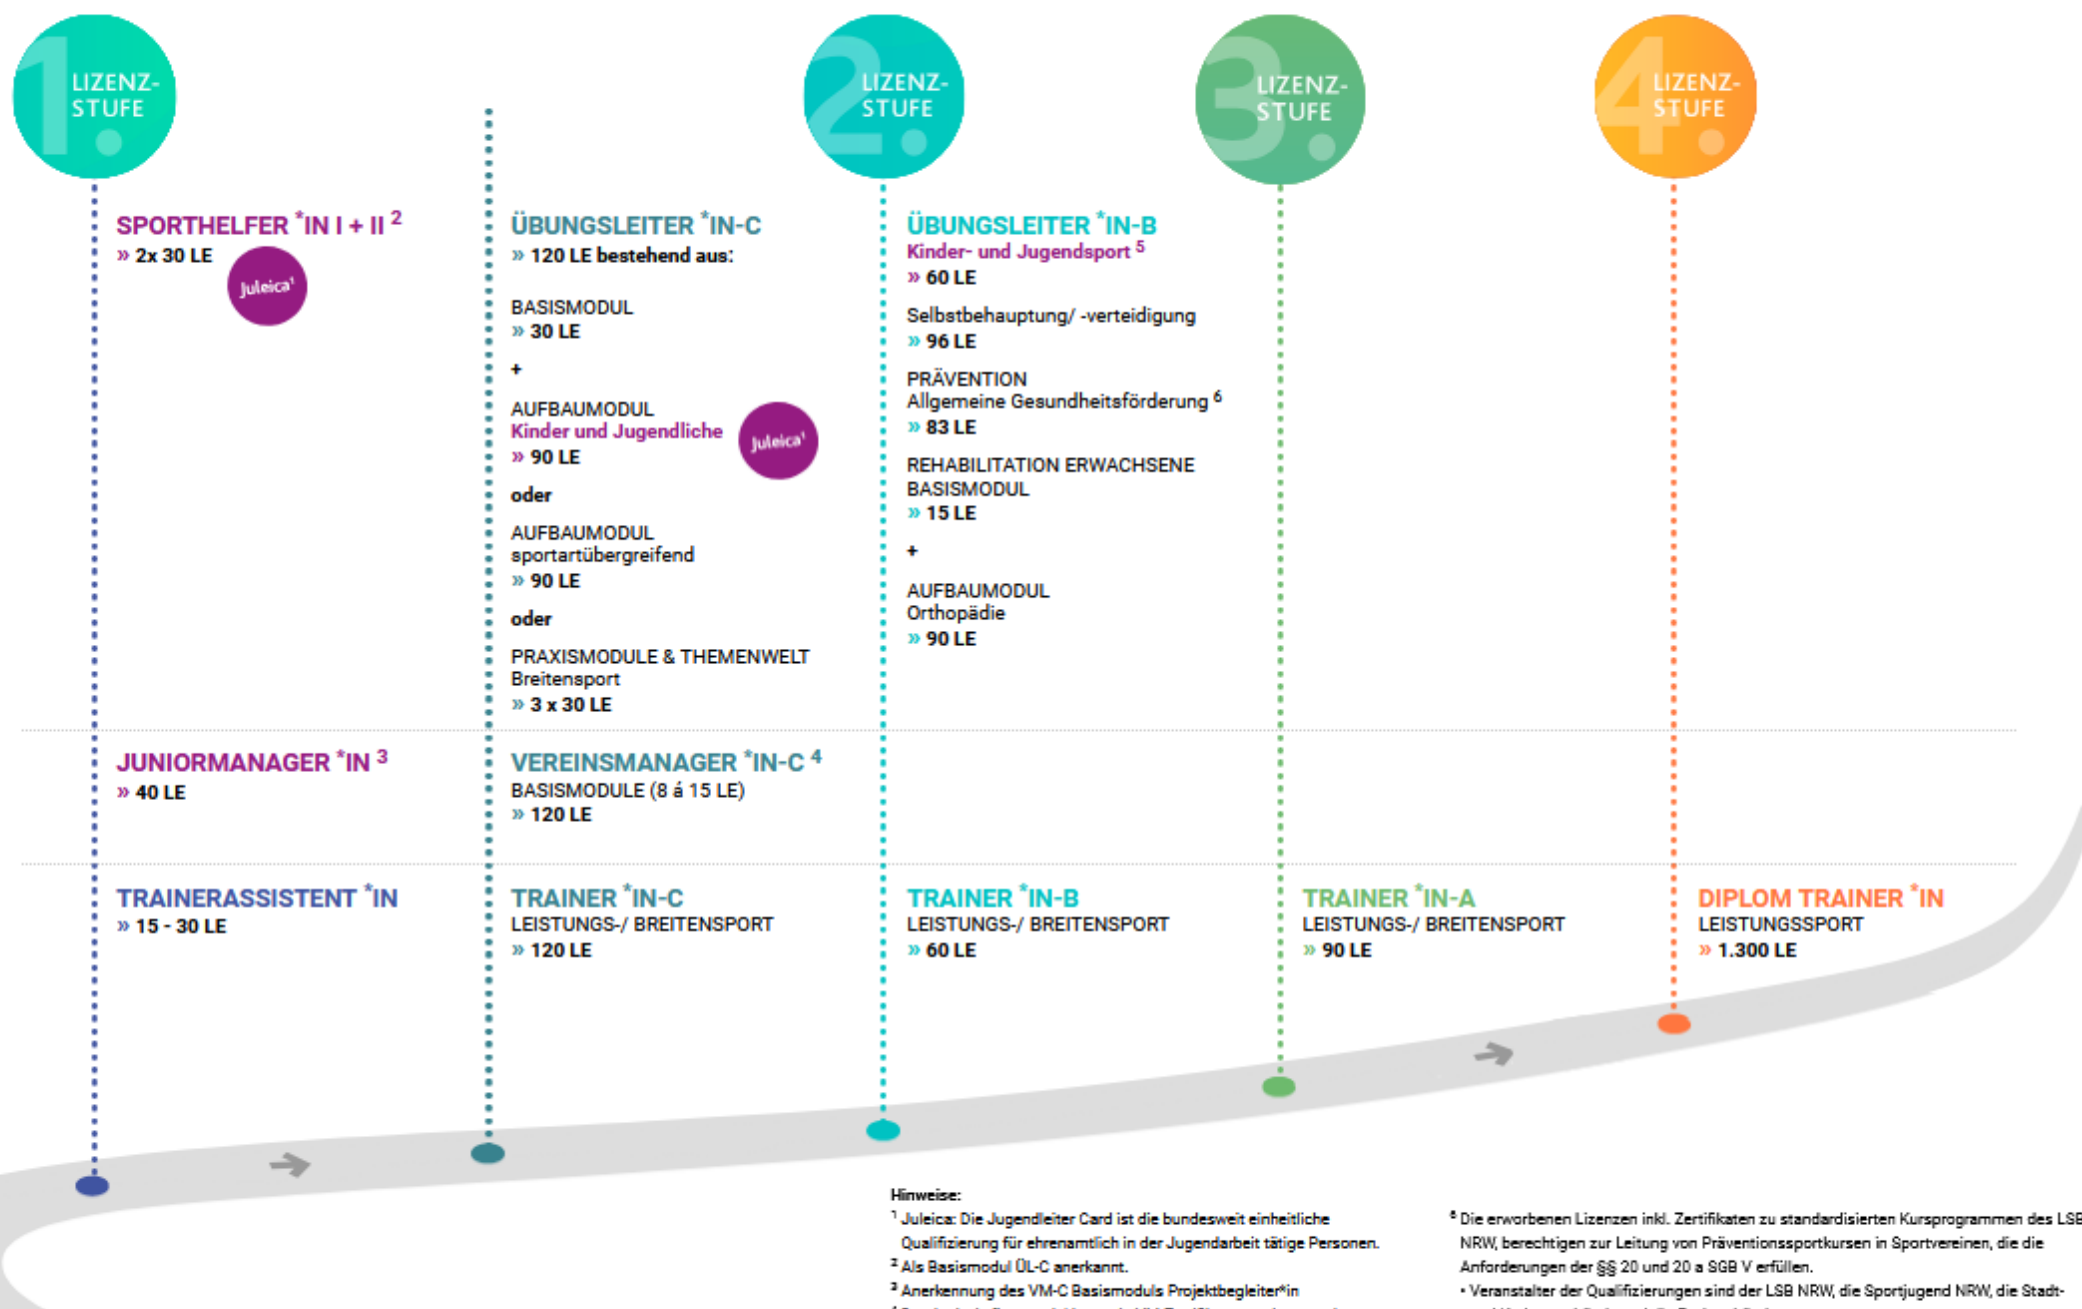 1. LIZENZ-
STUFE
2. LIZENZ-
STUFE
3. LIZENZ-
STUFE
4. LIZENZ-
STUFE
SPORTHELFER *IN I + II ²
» 2x 30 LE
Juleica¹
ÜBUNGSLEITER *IN-C
» 120 LE bestehend aus:
BASISMODUL
» 30 LE
+
AUFBAUMODUL
Kinder und Jugendliche
» 90 LE
Juleica¹
oder
AUFBAUMODUL
sportartübergreifend
» 90 LE
oder
PRAXISMODULE & THEMENWELT
Breitensport
» 3 x 30 LE
ÜBUNGSLEITER *IN-B
Kinder- und Jugendsport ⁵
» 60 LE
Selbstbehauptung/ -verteidigung
» 96 LE
PRÄVENTION
Allgemeine Gesundheitsförderung ⁶
» 83 LE
REHABILITATION ERWACHSENE
BASISMODUL
» 15 LE
+
AUFBAUMODUL
Orthopädie
» 90 LE
JUNIORMANAGER *IN ³
» 40 LE
VEREINSMANAGER *IN-C ⁴
BASISMODULE (8 á 15 LE)
» 120 LE
TRAINERASSISTENT *IN
» 15 - 30 LE
TRAINER *IN-C
LEISTUNGS-/ BREITENSPORT
» 120 LE
TRAINER *IN-B
LEISTUNGS-/ BREITENSPORT
» 60 LE
TRAINER *IN-A
LEISTUNGS-/ BREITENSPORT
» 90 LE
DIPLOM TRAINER *IN
LEISTUNGSSPORT
» 1.300 LE
Hinweise:
¹ Juleica: Die Jugendleiter Card ist die bundesweit einheitliche
Qualifizierung für ehrenamtlich in der Jugendarbeit tätige Personen.
² Als Basismodul ÜL-C anerkannt.
³ Anerkennung des VM-C Basismoduls Projektbegleiter*in
Die erworbenen Lizenzen inkl. Zertifikaten zu standardisierten Kursprogrammen des LSB
NRW, berechtigen zur Leitung von Präventionssportkursen in Sportvereinen, die die
Anforderungen der §§ 20 und 20 a SGB V erfüllen.
• Veranstalter der Qualifizierungen sind der LSB NRW, die Sportjugend NRW, die Stadt-